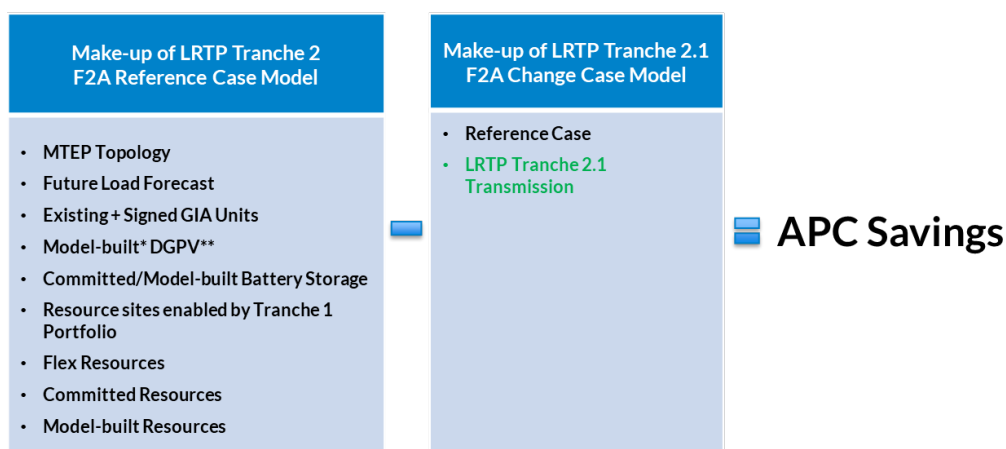 Make-up of LRTP Tranche 2
F2A Reference Case Model
• MTEP Topology
• Future Load Forecast
• Existing + Signed GIA Units
• Model-built* DGPV**
• Committed/Model-built Battery Storage
• Resource sites enabled by Tranche 1
Portfolio
• Flex Resources
• Committed Resources
• Model-built Resources
Make-up of LRTP Tranche 2.1
F2A Change Case Model
• Reference Case
• LRTP Tranche 2.1
Transmission
APC Savings